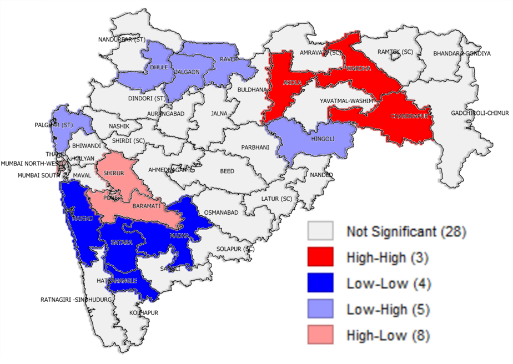 NANDURBAR (ST)
DHULE
JALGAON
RAVER
AMRAVATI (SC)
RAMTEK (SC)
BHANDARA-GONDIYA
BULDHANA
AKOLA
DINDORI (ST)
AURANGABAD
JALNA
YAVATMAL-WASHIM
CHANDRAPUR
GADCHIROLI-CHIMUR
PALGHAR (ST)
NASHIK
HINGOLI
BHIWANDI
SHIRDI (SC)
PARBHANI
KALYAN
MUMBAI NORTH-WE
MUMBAI SOUTH
MAVAL
SHIRUR
AHMEDNAGAR
BEED
NANDED
LATUR (SC)
BARAMATI
OSMANABAD
RAIGAD
MADHA
SATARA
SOLAPUR (SC)
HATKANANGLE
RATNAGIRI -SINDHUDURG
KOLHAPUR
Not Significant (28)
High-High (3)
Low-Low (4)
Low-High (5)
High-Low (8)